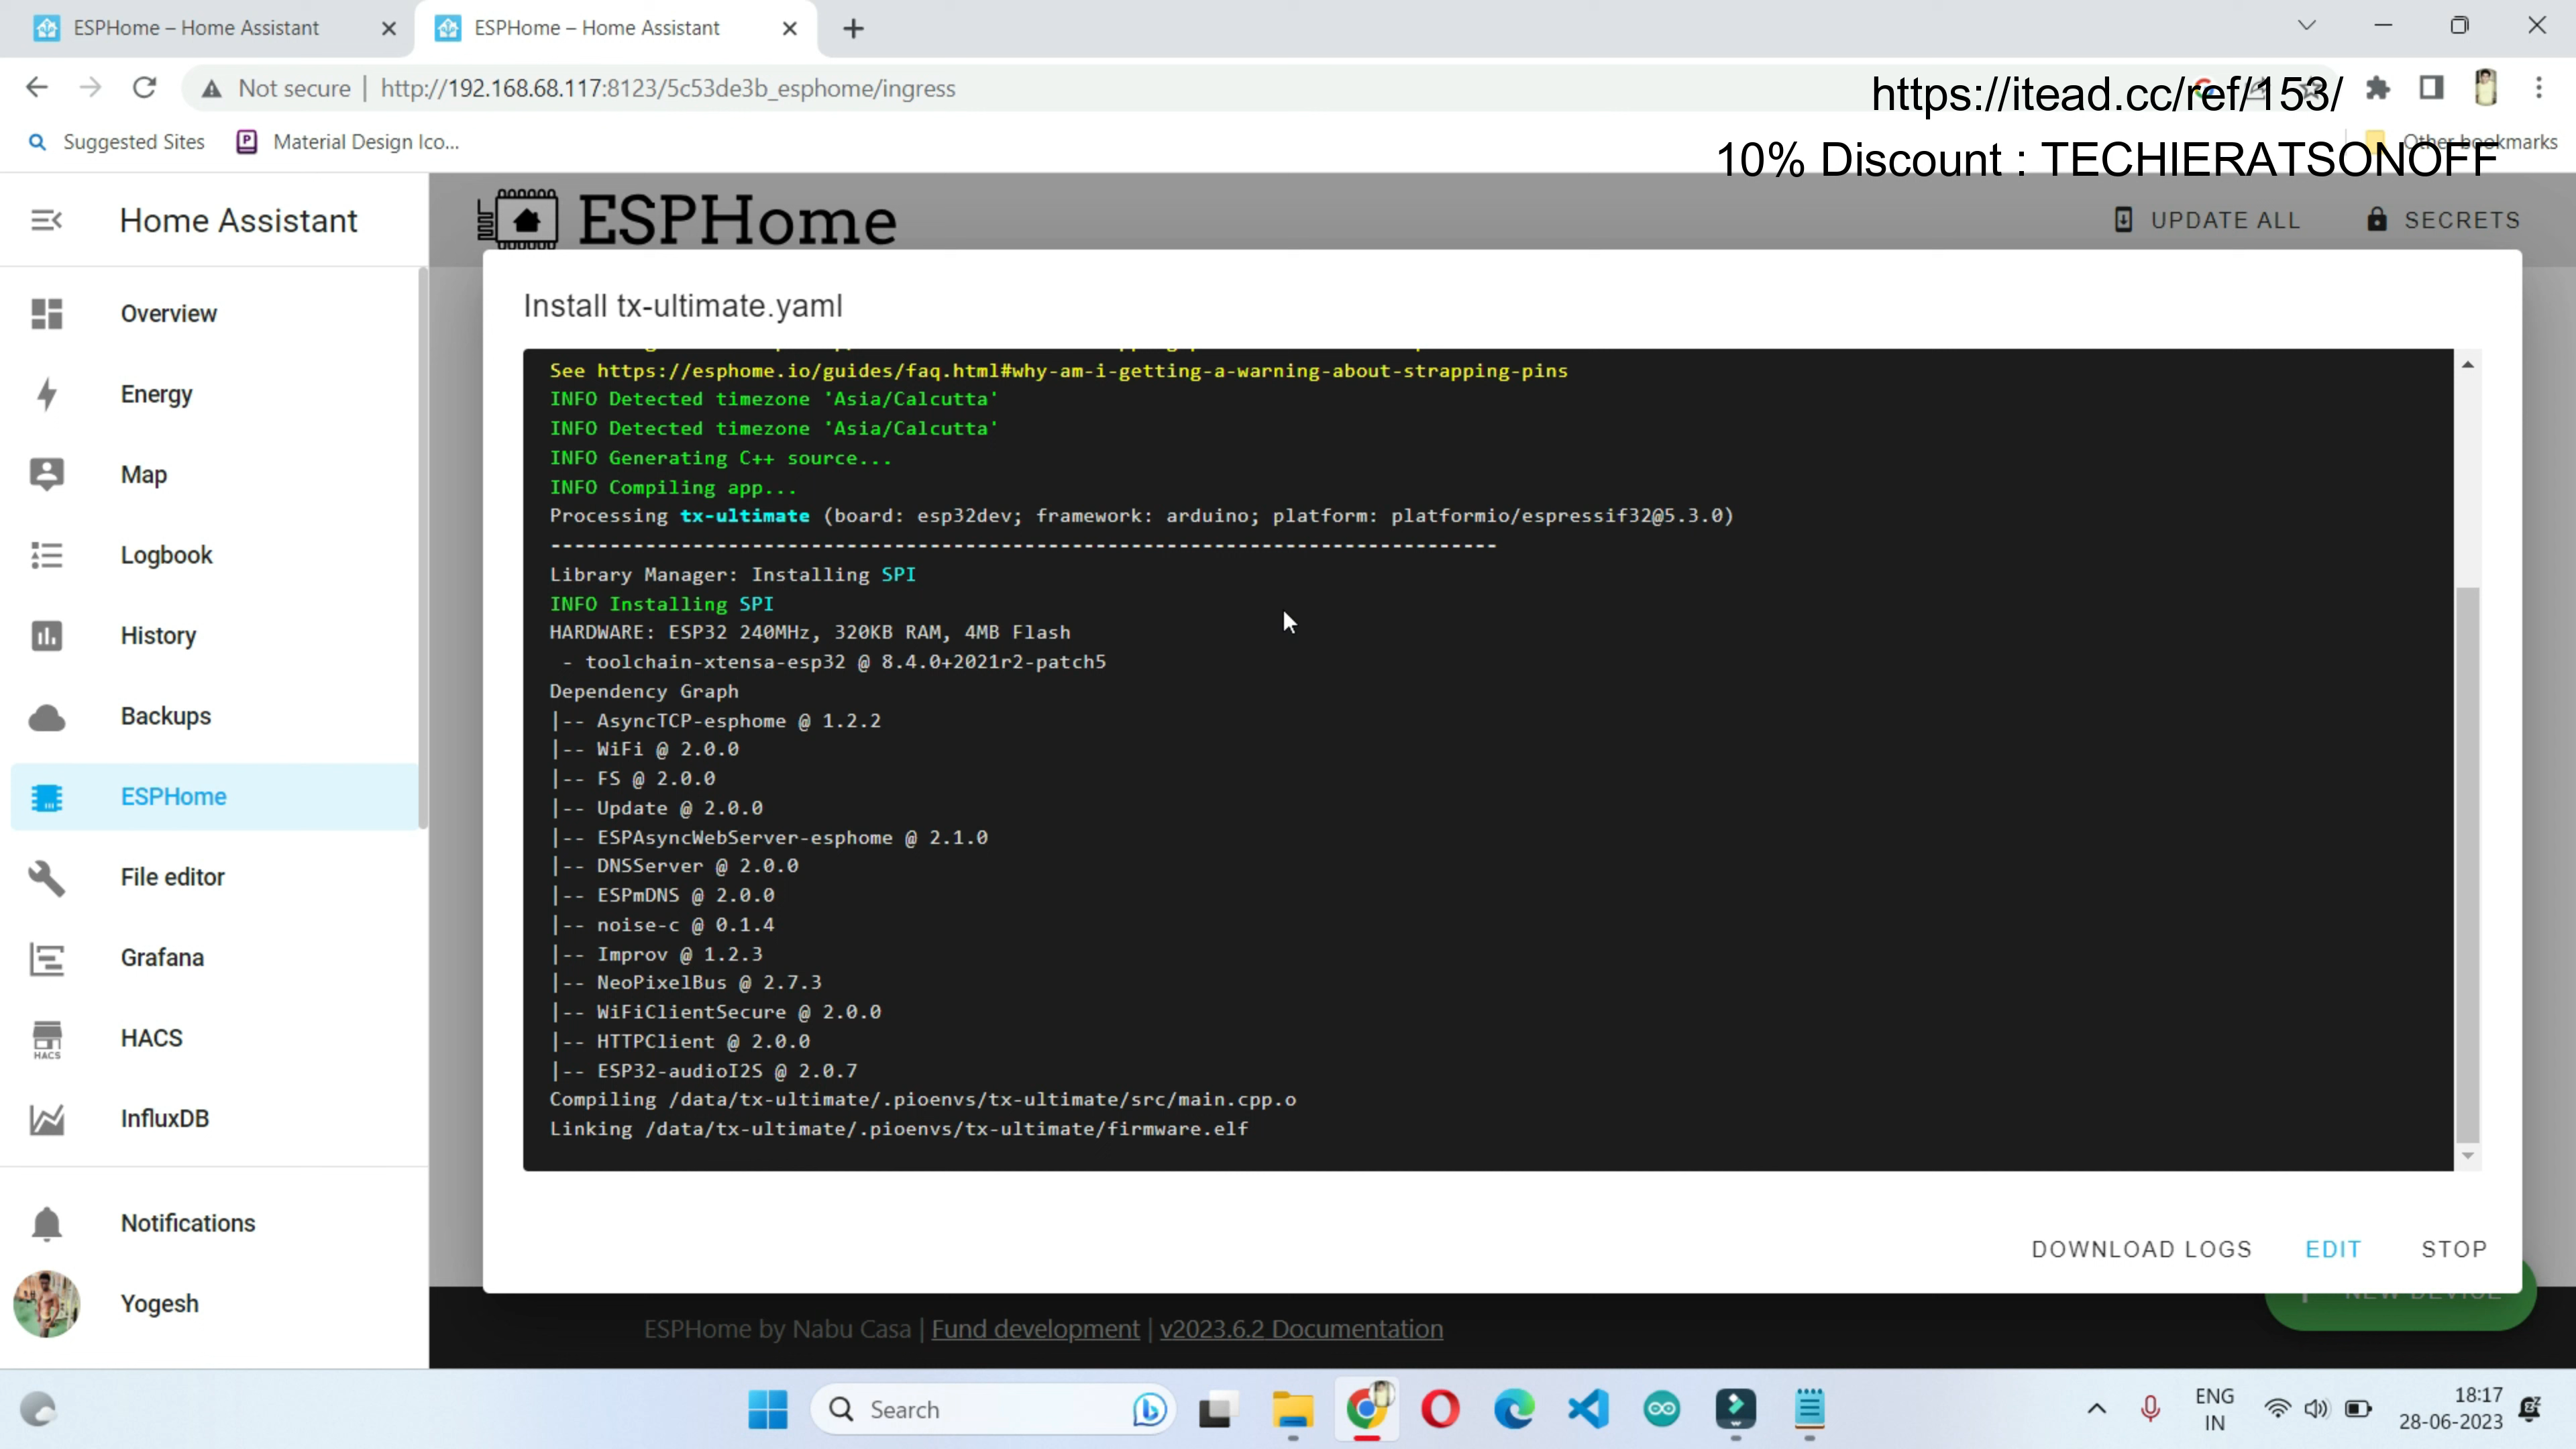 ESPHome – Home Assistant
ESPHome – Home Assistant
Not secure
http://192.168.68.117:8123/5c53de3b_esphome/ingress
https://itead.cc/ref/153/
Suggested Sites
Material Design Ico...
Other bookmarks
10% Discount : TECHIERATSONOFF
Home Assistant
ESPHome
UPDATE ALL
SECRETS
Overview
Energy
Map
Logbook
History
Backups
ESPHome
File editor
Grafana
HACS
HACS
InfluxDB
Notifications
Yogesh
Install tx-ultimate.yaml
See https://esphome.io/guides/faq.html#why-am-i-getting-a-warning-about-strapping-pins
INFO Detected timezone 'Asia/Calcutta'
INFO Detected timezone 'Asia/Calcutta'
INFO Generating C++ source...
INFO Compiling app...
Processing tx-ultimate (board: esp32dev; framework: arduino; platform: platformio/espressif32@5.3.0)
--------------------------------------------------------------------------------
Library Manager: Installing SPI
INFO Installing SPI
HARDWARE: ESP32 240MHz, 320KB RAM, 4MB Flash
- toolchain-xtensa-esp32 @ 8.4.0+2021r2-patch5
Dependency Graph
|-- AsyncTCP-esphome @ 1.2.2
|-- WiFi @ 2.0.0
|-- FS @ 2.0.0
|-- Update @ 2.0.0
|-- ESPAsyncWebServer-esphome @ 2.1.0
|-- DNSServer @ 2.0.0
|-- ESPmDNS @ 2.0.0
|-- noise-c @ 0.1.4
|-- Improv @ 1.2.3
|-- NeoPixelBus @ 2.7.3
|-- WiFiClientSecure @ 2.0.0
|-- HTTPClient @ 2.0.0
|-- ESP32-audioI2S @ 2.0.7
Compiling /data/tx-ultimate/.pioenvs/tx-ultimate/src/main.cpp.o
Linking /data/tx-ultimate/.pioenvs/tx-ultimate/firmware.elf
DOWNLOAD LOGS
EDIT
STOP
NEW DEVICE
ESPHome by Nabu Casa | Fund development | v2023.6.2 Documentation
Search
ENG
IN
18:17
28-06-2023